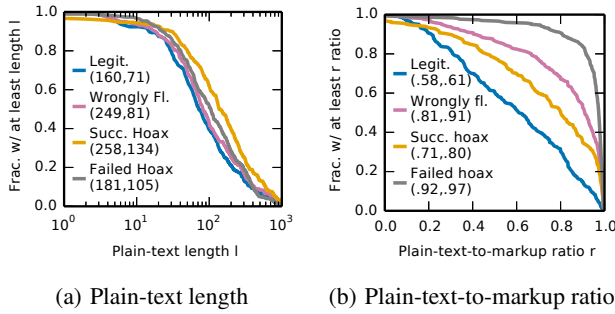 Frac. w/ at least length l
1.0
0.8
0.6
0.4
0.2
0.0
Legit.
(160,71)
Wrongly Fl.
(249,81)
Succ. Hoax
(258,134)
Failed Hoax
(181,105)
10^0 10^1 10^2 10^3
Plain-text length l
(a) Plain-text length
Frac. w/ at least r ratio
1.0
0.8
0.6
0.4
0.2
0.0
Legit.
(.58,.61)
Wrongly fl.
(.81,.91)
Succ. hoax
(.71,.80)
Failed hoax
(.92,.97)
0.0 0.2 0.4 0.6 0.8 1.0
Plain-text-to-markup ratio r
(b) Plain-text-to-markup ratio